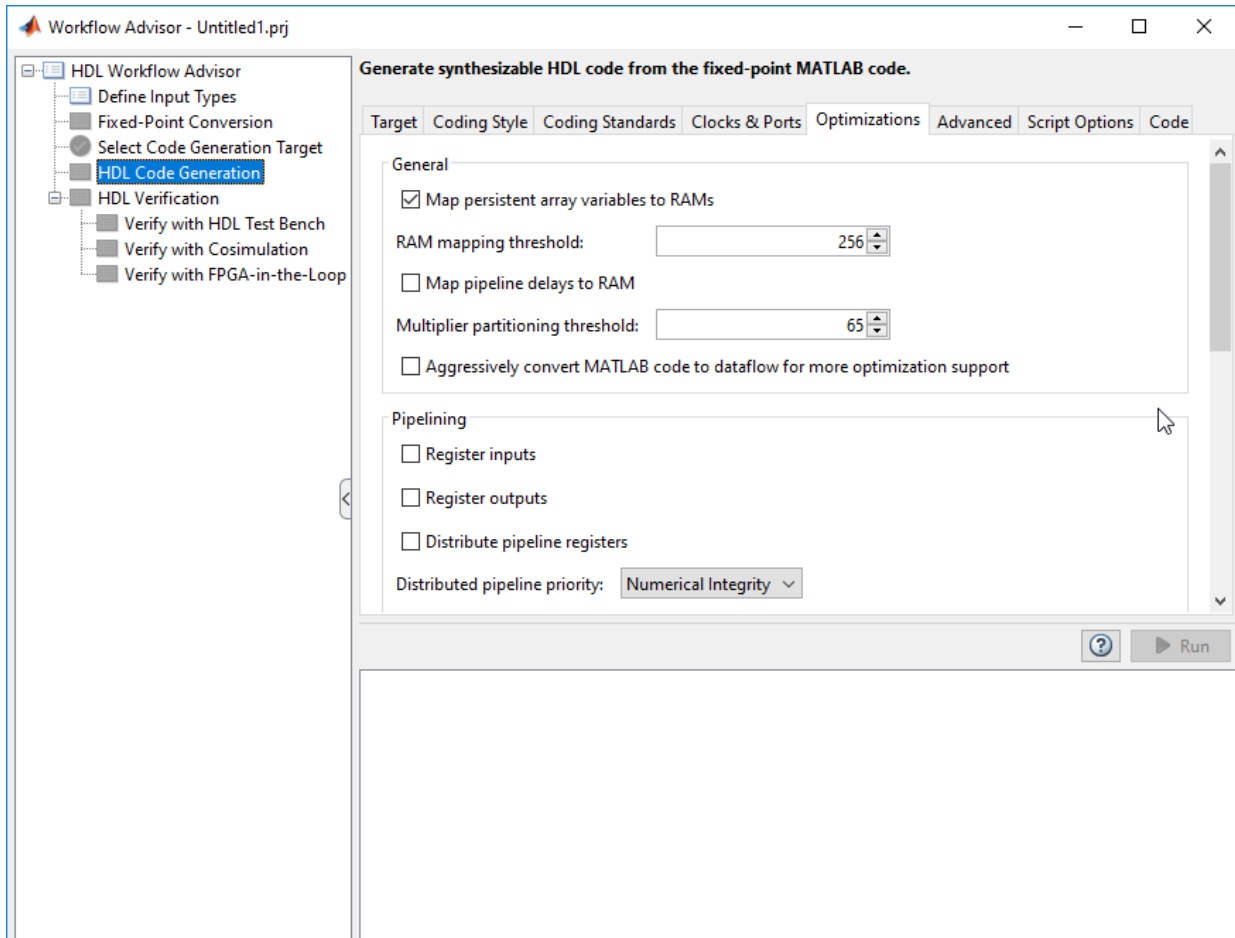 Workflow Advisor - Untitled1.prj
HDL Workflow Advisor
Define Input Types
Fixed-Point Conversion
Select Code Generation Target
HDL Code Generation
HDL Verification
Verify with HDL Test Bench
Verify with Cosimulation
Verify with FPGA-in-the-Loop
Generate synthesizable HDL code from the fixed-point MATLAB code.
Target Coding Style Coding Standards Clocks & Ports Optimizations Advanced Script Options Code
General
Map persistent array variables to RAMs
RAM mapping threshold: 256
Map pipeline delays to RAM
Multiplier partitioning threshold: 65
Aggressively convert MATLAB code to dataflow for more optimization support
Pipelining
Register inputs
Register outputs
Distribute pipeline registers
Distributed pipeline priority: Numerical Integrity
? Run